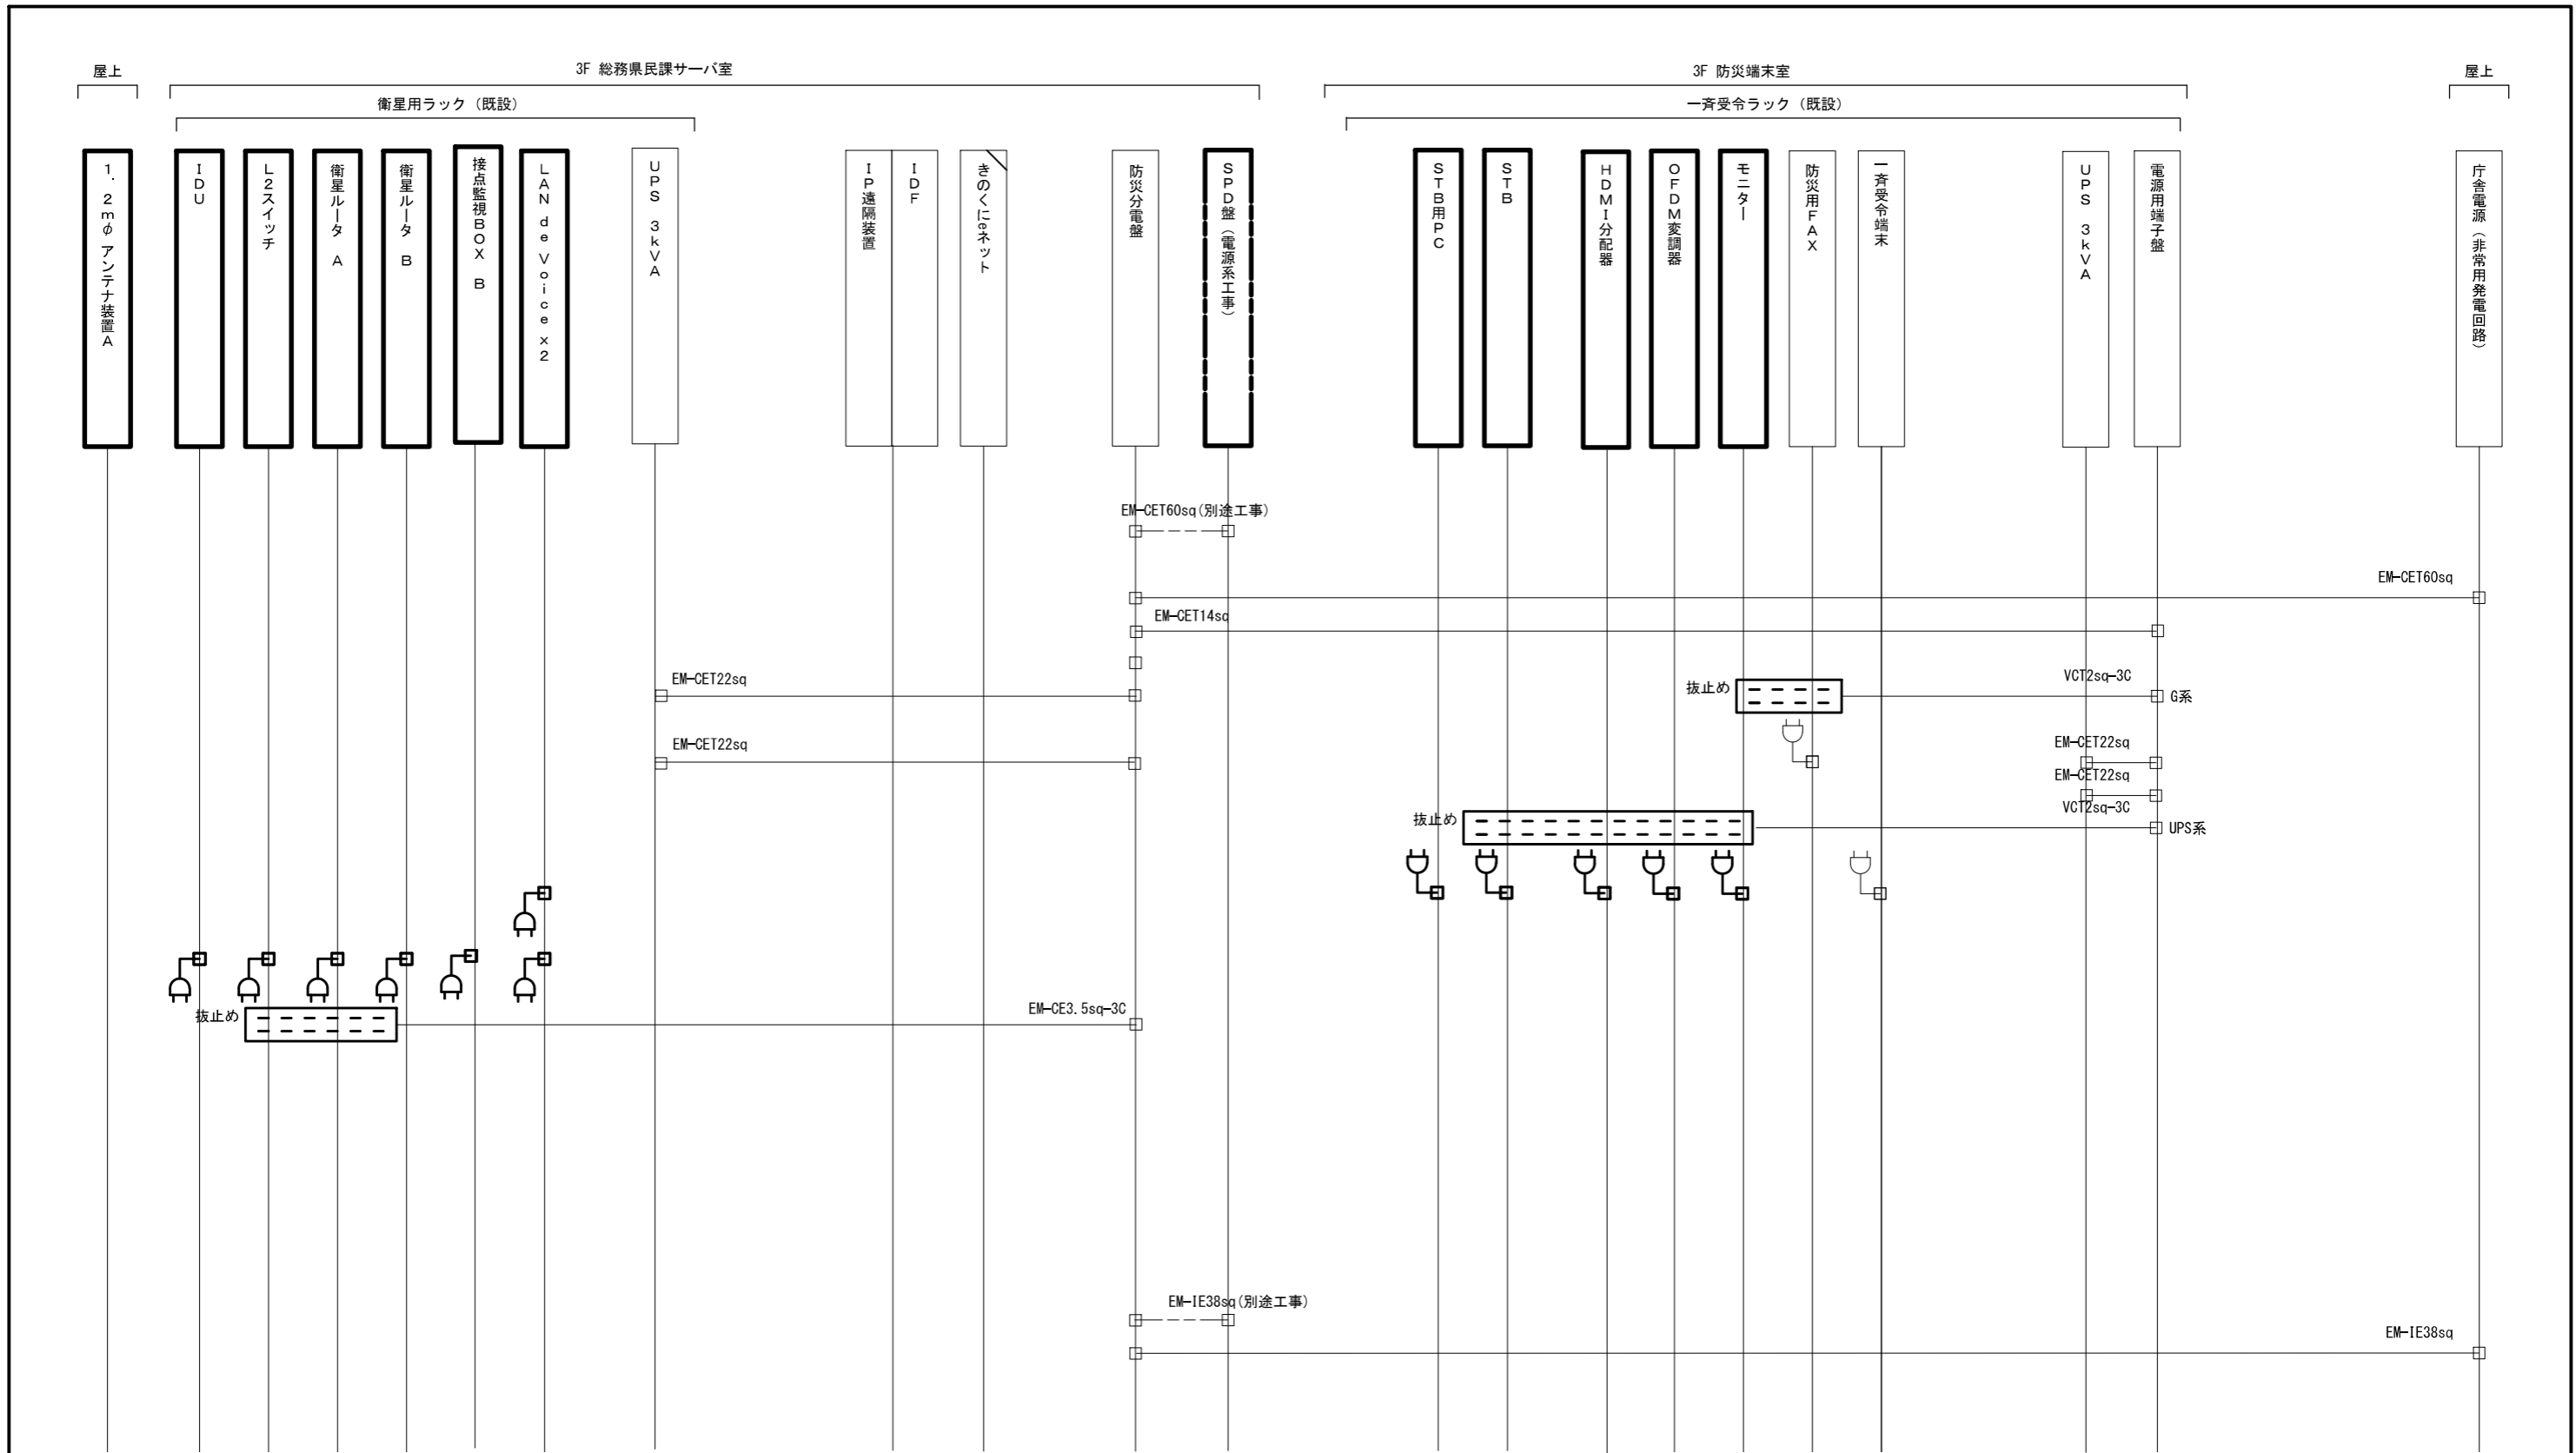 屋上
3F 総務県民課サーバ室
3F 防災端末室
屋上
衛星用ラック（既設）
一斉受令ラック（既設）
１．２ｍφ アンテナ装置Ａ
ＩＤＵ
Ｌ２スイッチ
衛星ルータ Ａ
衛星ルータ Ｂ
接点監視ＢＯＸ Ｂ
ＬＡＮ ｄｅ Ｖｏｉｃｅ ｘ２
ＵＰＳ ３ｋＶＡ
ＩＰ遠隔装置
ＩＤＦ
きのくにｅネット
防災分電盤
ＳＰＤ盤（電源系工事）
ＳＴＢ用ＰＣ
ＳＴＢ
ＨＤＭＩ分配器
ＯＦＤＭ変調器
モニター
防災用ＦＡＸ
一斉受令端末
ＵＰＳ ３ｋＶＡ
電源用端子盤
庁舎電源（非常用発電回路）
EM-CET60sq(別途工事)
EM-CET60sq
EM-CET14sq
EM-CET22sq
抜止め
VCT2sq-3C
G系
EM-CET22sq
EM-CET22sq
EM-CET22sq
抜止め
VCT2sq-3C
UPS系
抜止め
EM-CE3.5sq-3C
EM-IE38sq(別途工事)
EM-IE38sq